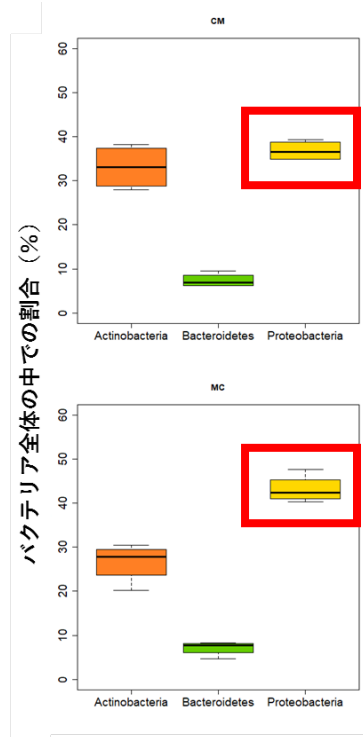 バクテリア全体の中での割合（%）
CM
60
50
40
30
20
10
0
Actinobacteria Bacteroidetes Proteobacteria
MC
60
50
40
30
20
10
0
Actinobacteria Bacteroidetes Proteobacteria